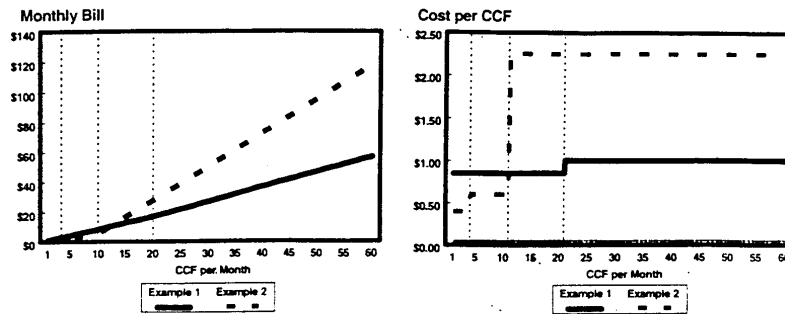 Monthly Bill
$140
$120
$100
$80
$60
$40
$20
$0
1 5 10 15 20 25 30 35 40 45 50 55 60
CCF per Month
Example 1 Example 2
Cost per CCF
$2.50
$2.00
$1.50
$1.00
$0.50
$0.00
1 5 10 15 20 25 30 35 40 45 50 55 60
CCF per Month
Example 1 Example 2